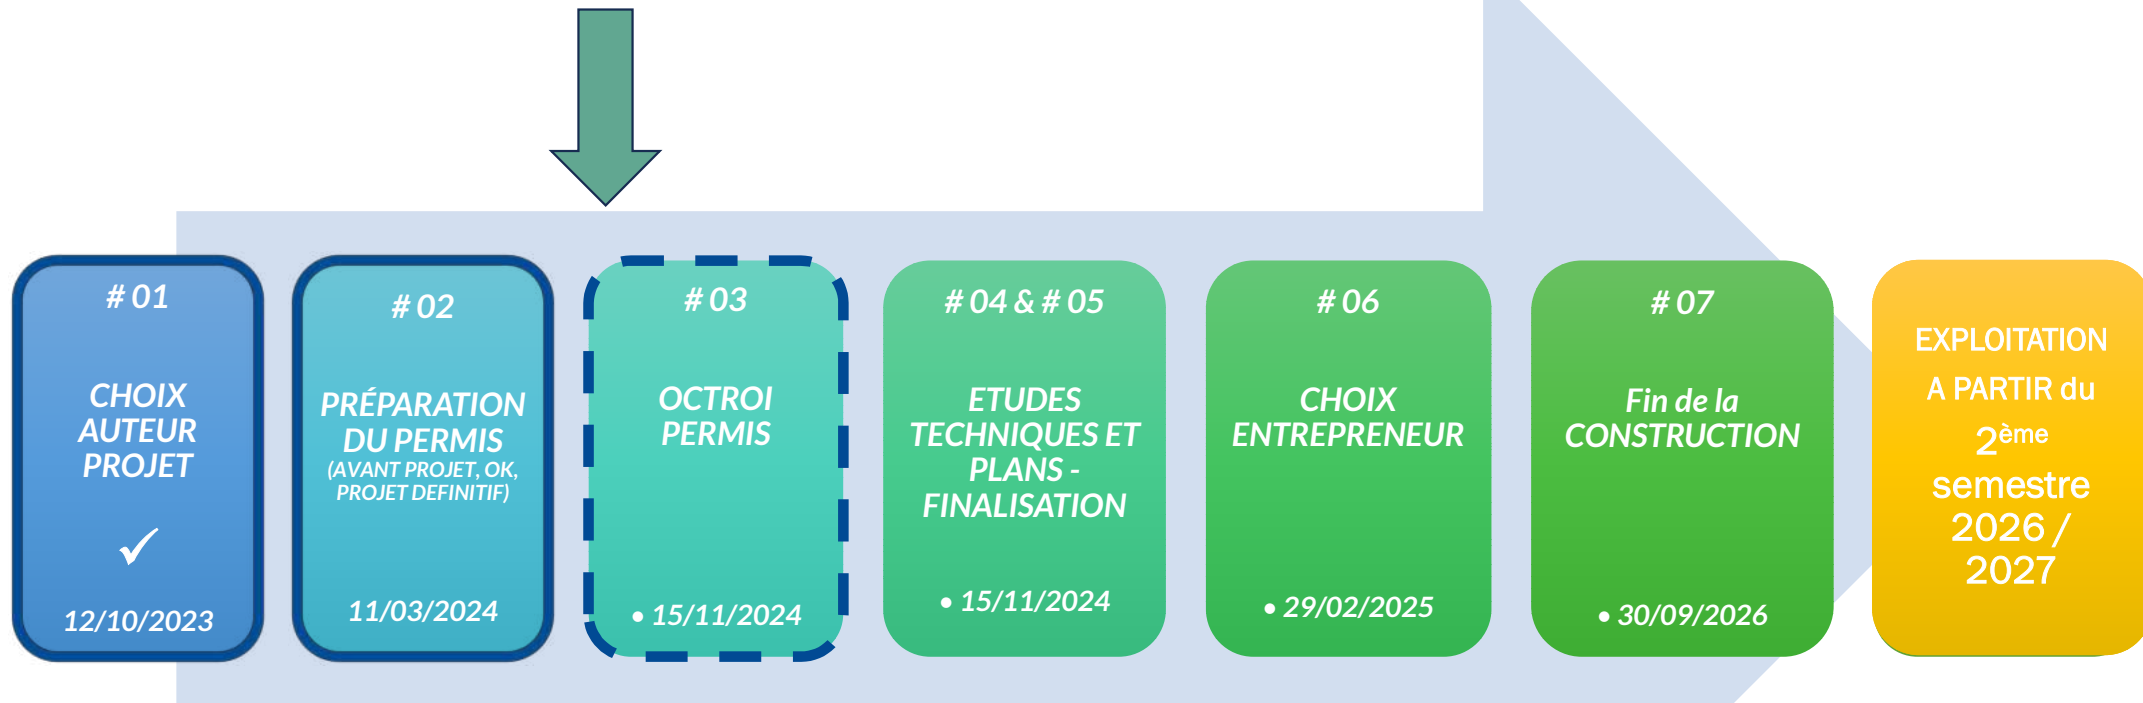 # 01
CHOIX
AUTEUR
PROJET
✓
12/10/2023
# 02
PRÉPARATION
DU PERMIS
(AVANT PROJET, OK,
PROJET DEFINITIF)
11/03/2024
# 03
OCTROI
PERMIS
• 15/11/2024
# 04 & # 05
ETUDES
TECHNIQUES ET
PLANS -
FINALISATION
• 15/11/2024
# 06
CHOIX
ENTREPRENEUR
• 29/02/2025
# 07
Fin de la
CONSTRUCTION
• 30/09/2026
EXPLOITATION
A PARTIR du
2ème
semestre
2026 /
2027